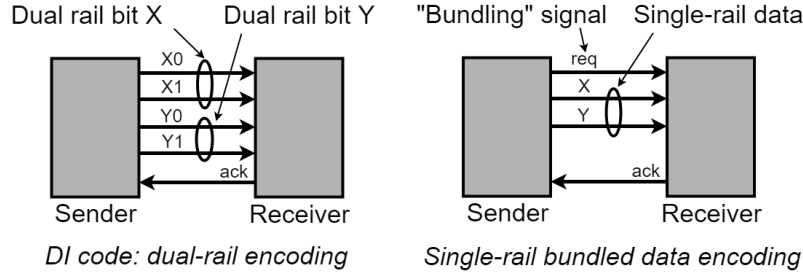 Dual rail bit X
Dual rail bit Y
X0
X1
Y0
Y1
ack
Sender
Receiver
DI code: dual-rail encoding
"Bundling" signal
Single-rail data
req
X
Y
ack
Sender
Receiver
Single-rail bundled data encoding